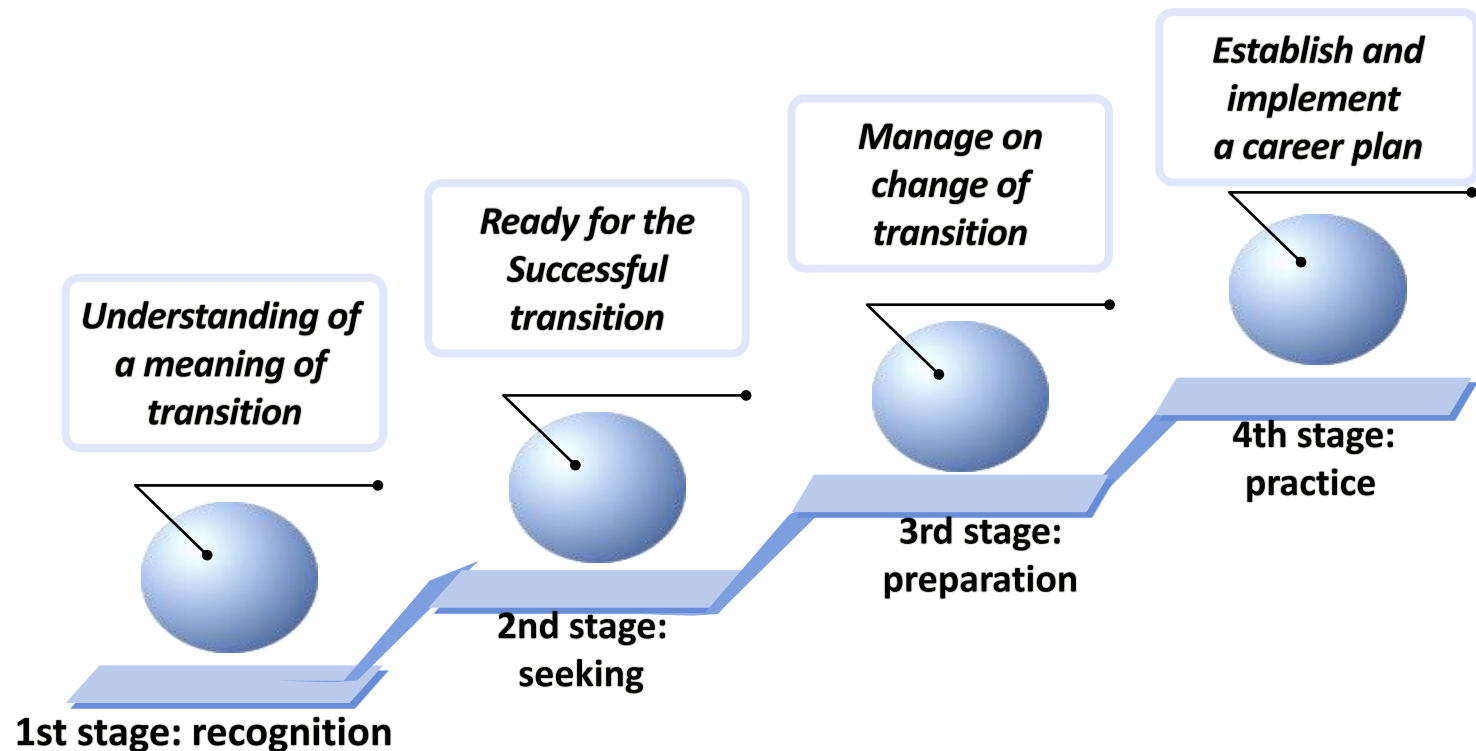 Understanding of
a meaning of
transition
1st stage: recognition
Ready for the
Successful
transition
2nd stage:
seeking
Manage on
change of
transition
3rd stage:
preparation
Establish and
implement
a career plan
4th stage:
practice